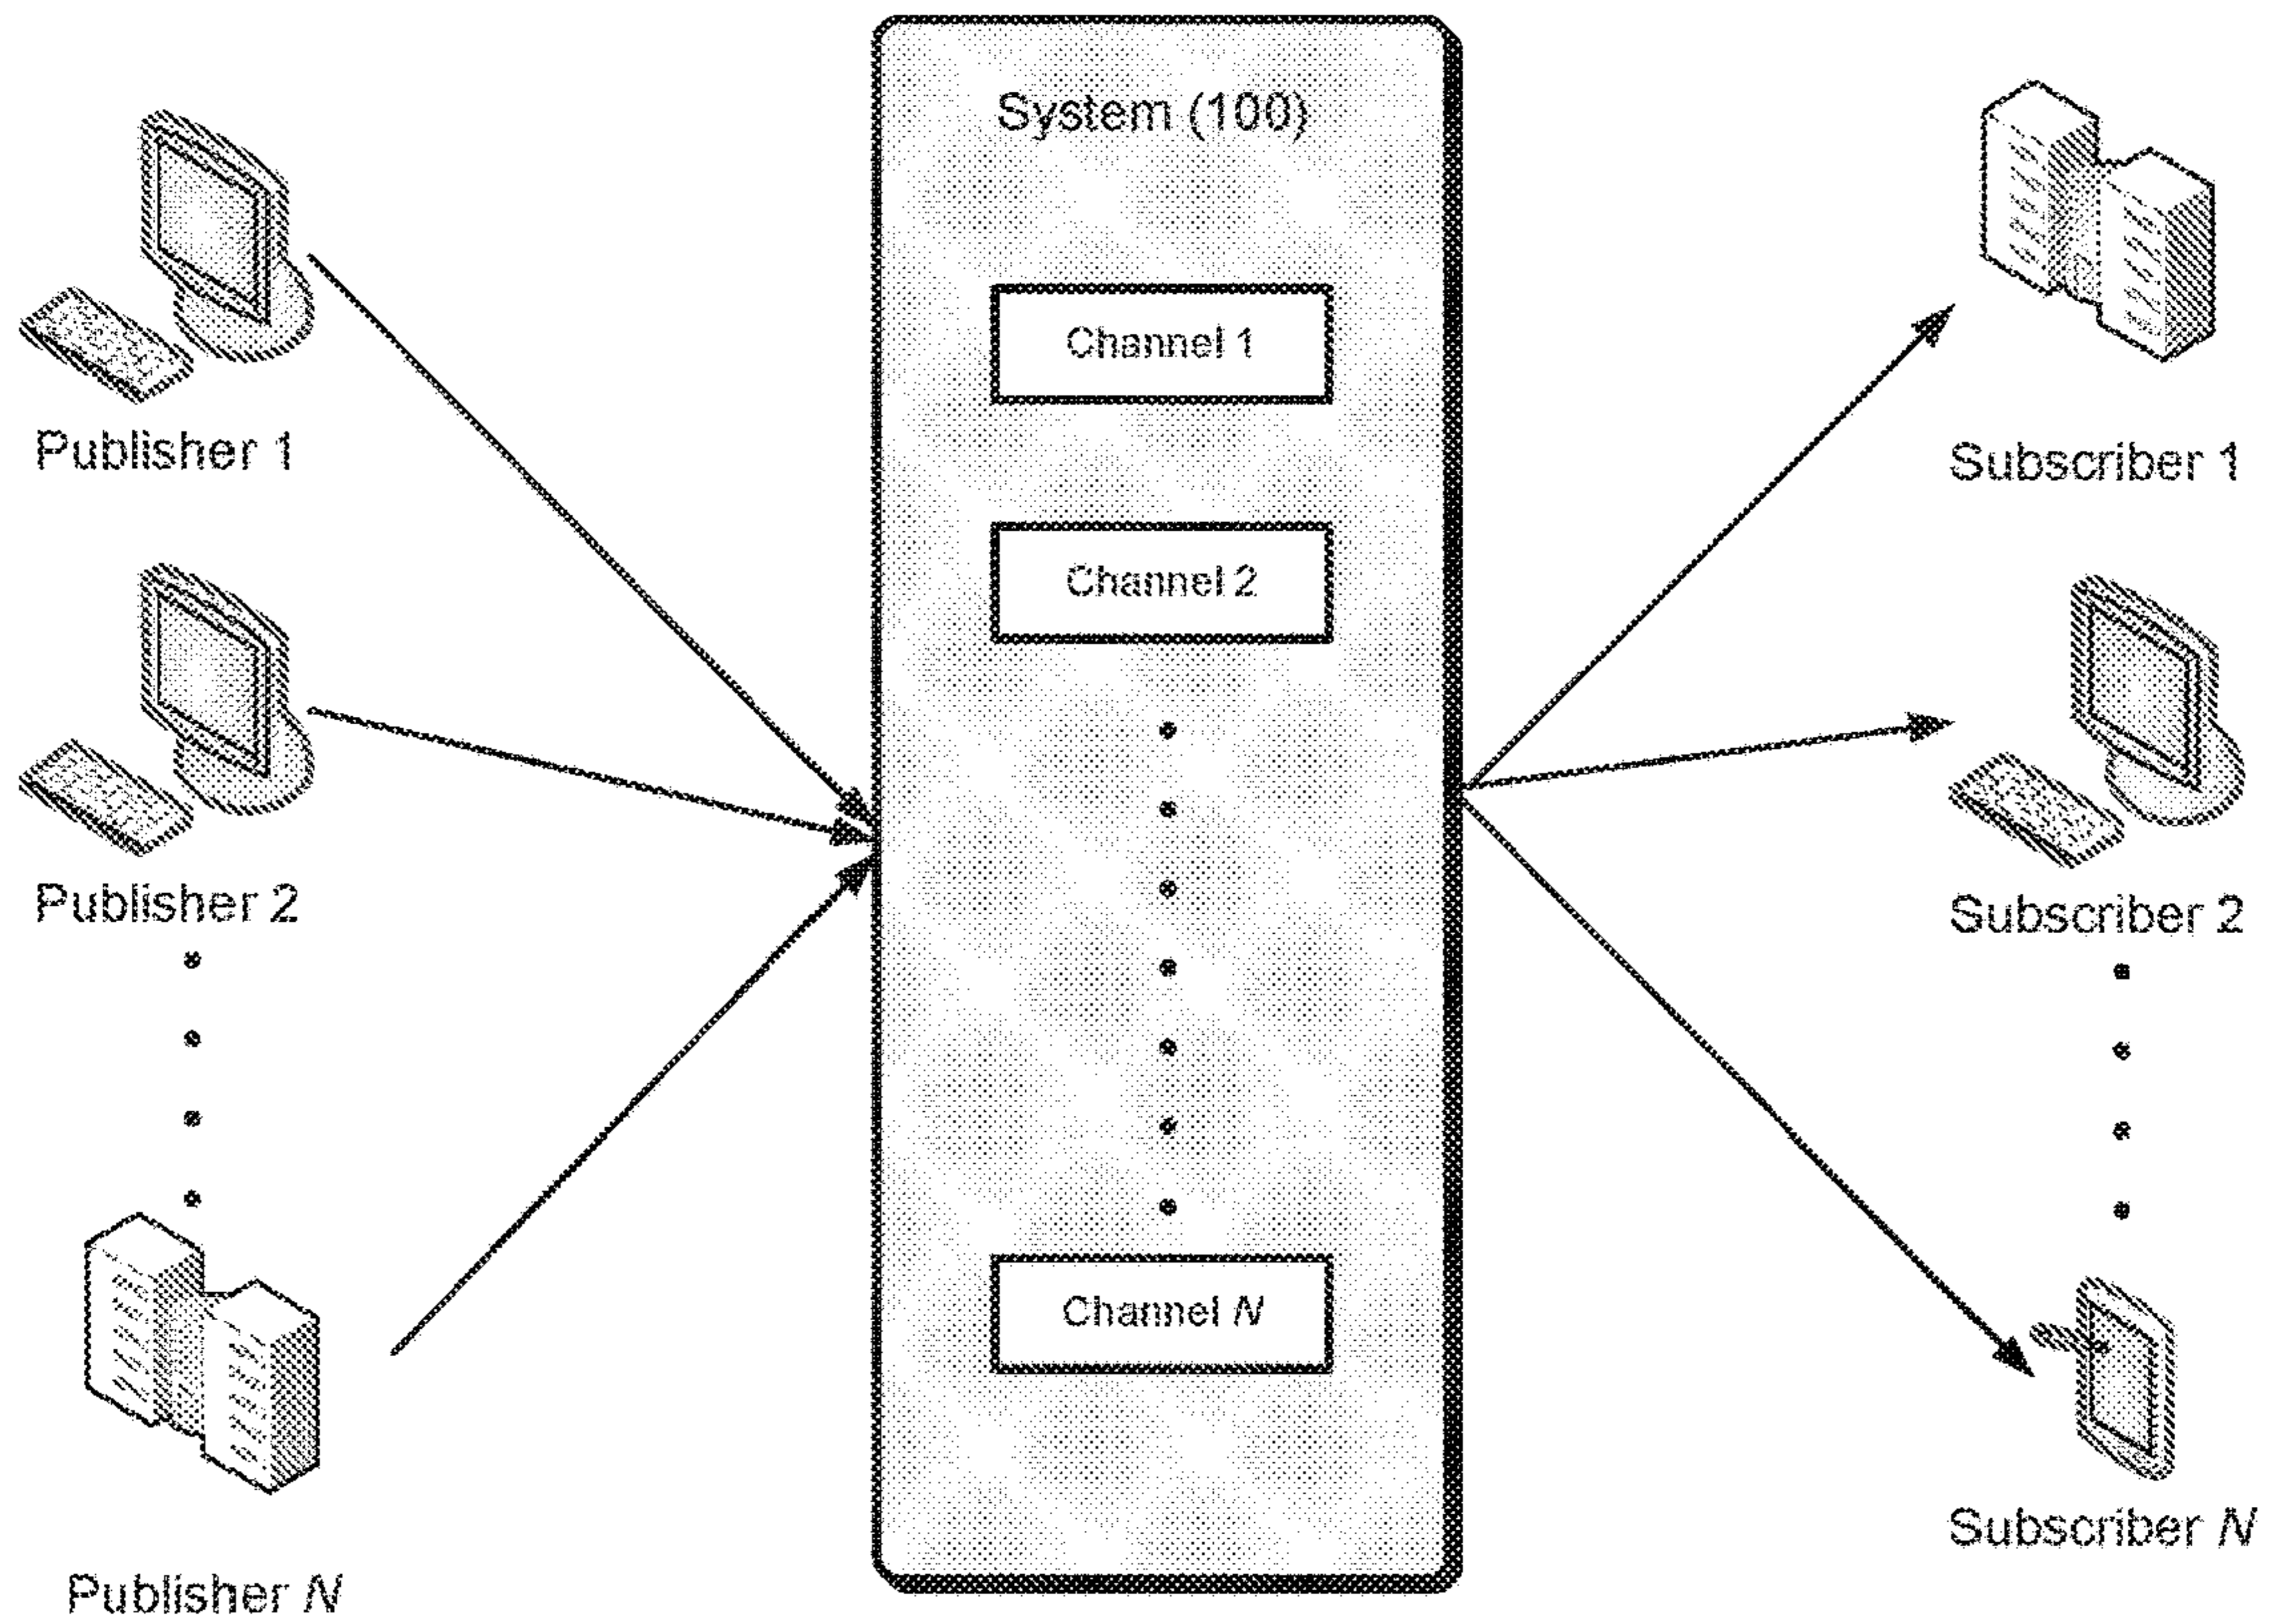 System (100)
Publisher 1
Publisher 2
Publisher N
Channel 1
Channel 2
Channel N
Subscriber 1
Subscriber 2
Subscriber N